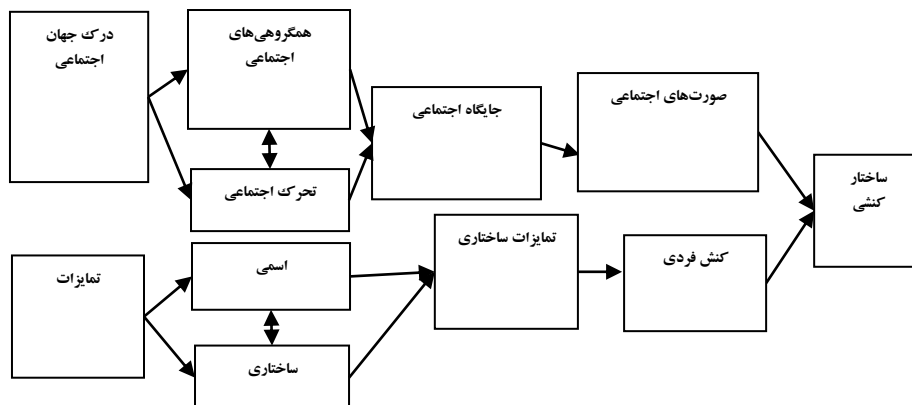 درک جهان
اجتماعی
همگروهی‌های
اجتماعی
تحرک اجتماعی
جایگاه اجتماعی
صورت‌های اجتماعی
ساختار
کنشی
تمایزات
اسمی
ساختاری
تمایزات ساختاری
کنش فردی